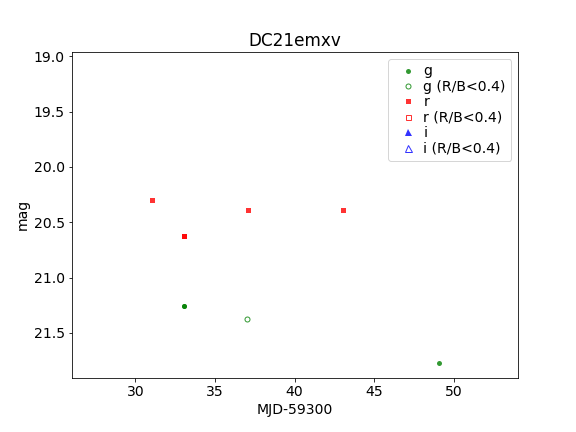 DC21emxv
19.0
19.5
20.0
20.5
21.0
21.5
mag
g
g (R/B<0.4)
r
r (R/B<0.4)
i
i (R/B<0.4)
30
35
40
45
50
MJD-59300